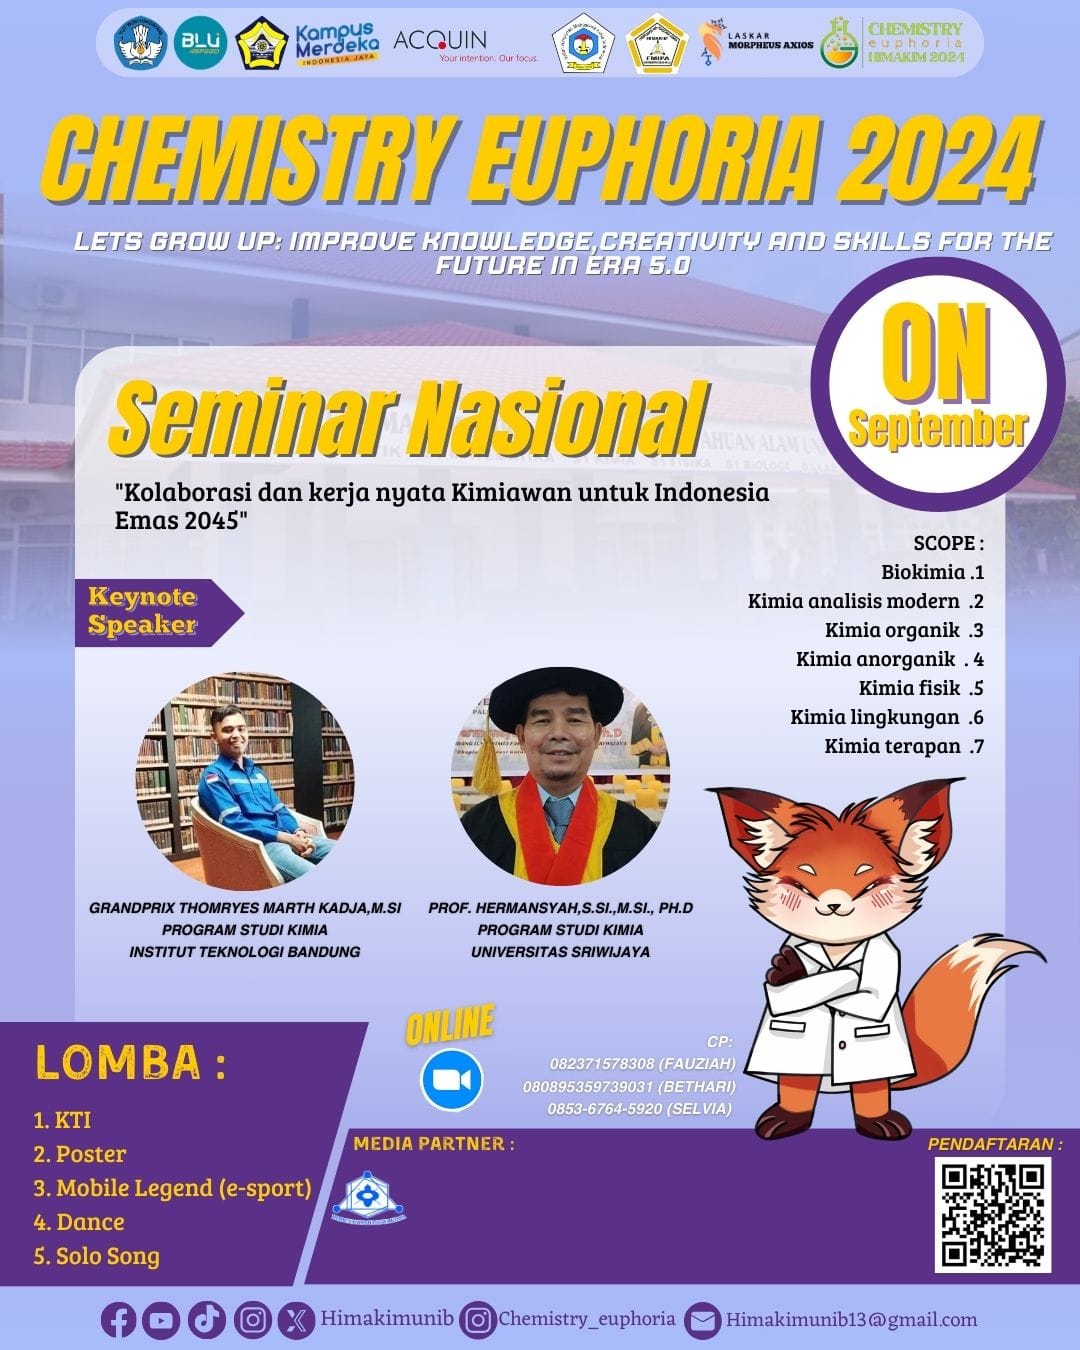 BLU
SPEED
Kampus
Merdeka
INDONESIA JAYA
ACQUIN
Your intention. Our focus.
FMIPA
LASKAR
MORPHEUS AXIOS
CHEMISTRY
euphoria
HIMAKIM 2024
CHEMISTRY EUPHORIA 2024
LETS GROW UP: IMPROVE KNOWLEDGE,CREATIVITY AND SKILLS FOR THE
FUTURE IN ERA 5.0
ON
September
Seminar Nasional
"Kolaborasi dan kerja nyata Kimiawan untuk Indonesia
Emas 2045"
SCOPE :
Biokimia .1
Kimia analisis modern .2
Kimia organik .3
Kimia anorganik . 4
Kimia fisik .5
Kimia lingkungan .6
Kimia terapan .7
Keynote
Speaker
GRANDPRIX THOMRYES MARTH KADJA,M.SI
PROGRAM STUDI KIMIA
INSTITUT TEKNOLOGI BANDUNG
PROF. HERMANSYAH,S.SI.,M.SI., PH.D
PROGRAM STUDI KIMIA
UNIVERSITAS SRIWIJAYA
ONLINE
CP:
082371578308 (FAUZIAH)
080895359739031 (BETHARI)
0853-6764-5920 (SELVIA)
LOMBA :
1. KTI
2. Poster
3. Mobile Legend (e-sport)
4. Dance
5. Solo Song
MEDIA PARTNER :
PENDAFTARAN :
Himakimunib
Chemistry_euphoria
Himakimunib13@gmail.com